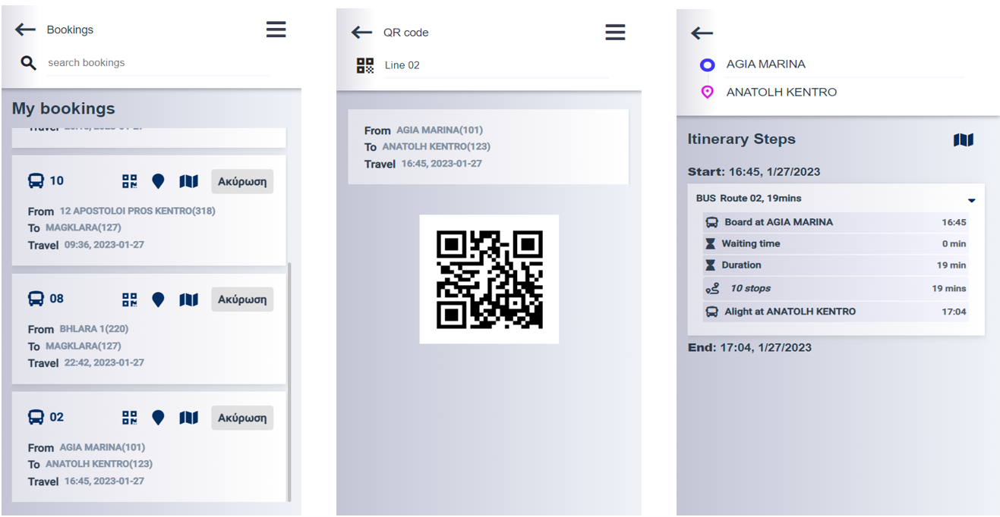 Bookings
search bookings
My bookings
10 Ακύρωση
From 12 APOSTOLOI PROS KENTRO(318)
To MAGKLARA(127)
Travel 09:36, 2023-01-27
08 Ακύρωση
From BHLARA 1(220)
To MAGKLARA(127)
Travel 22:42, 2023-01-27
02 Ακύρωση
From AGIA MARINA(101)
To ANATOLH KENTRO(123)
Travel 16:45, 2023-01-27
QR code
Line 02
From AGIA MARINA(101)
To ANATOLH KENTRO(123)
Travel 16:45, 2023-01-27
AGIA MARINA
ANATOLH KENTRO
Itinerary Steps
Start: 16:45, 1/27/2023
BUS Route 02, 19mins
Board at AGIA MARINA 16:45
Waiting time 0 min
Duration 19 min
10 stops 19 mins
Alight at ANATOLH KENTRO 17:04
End: 17:04, 1/27/2023